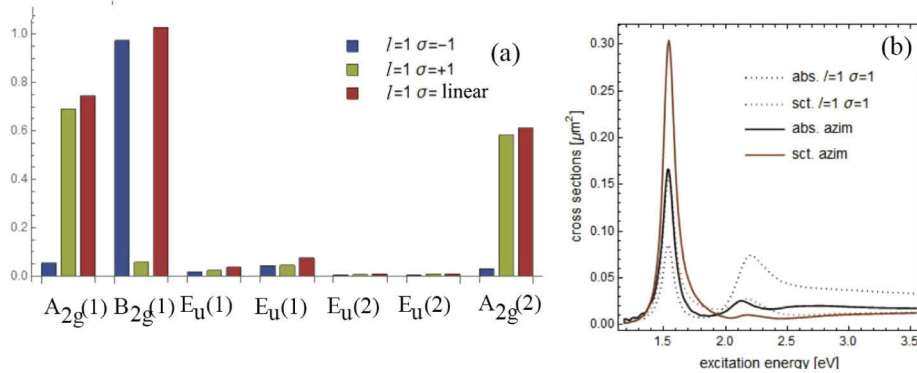 1.0
0.8
0.6
0.4
0.2
0.0
l=1 σ=−1
l=1 σ=+1
l=1 σ= linear
(a)
A2g(1) B2g(1) Eu(1) Eu(1) Eu(2) Eu(2) A2g(2)
(b)
cross sections [μm²]
0.30
0.25
0.20
0.15
0.10
0.05
0.00
abs. l=1 σ=1
sct. l=1 σ=1
abs. azim
sct. azim
1.5 2.0 2.5 3.0 3.5
excitation energy [eV]